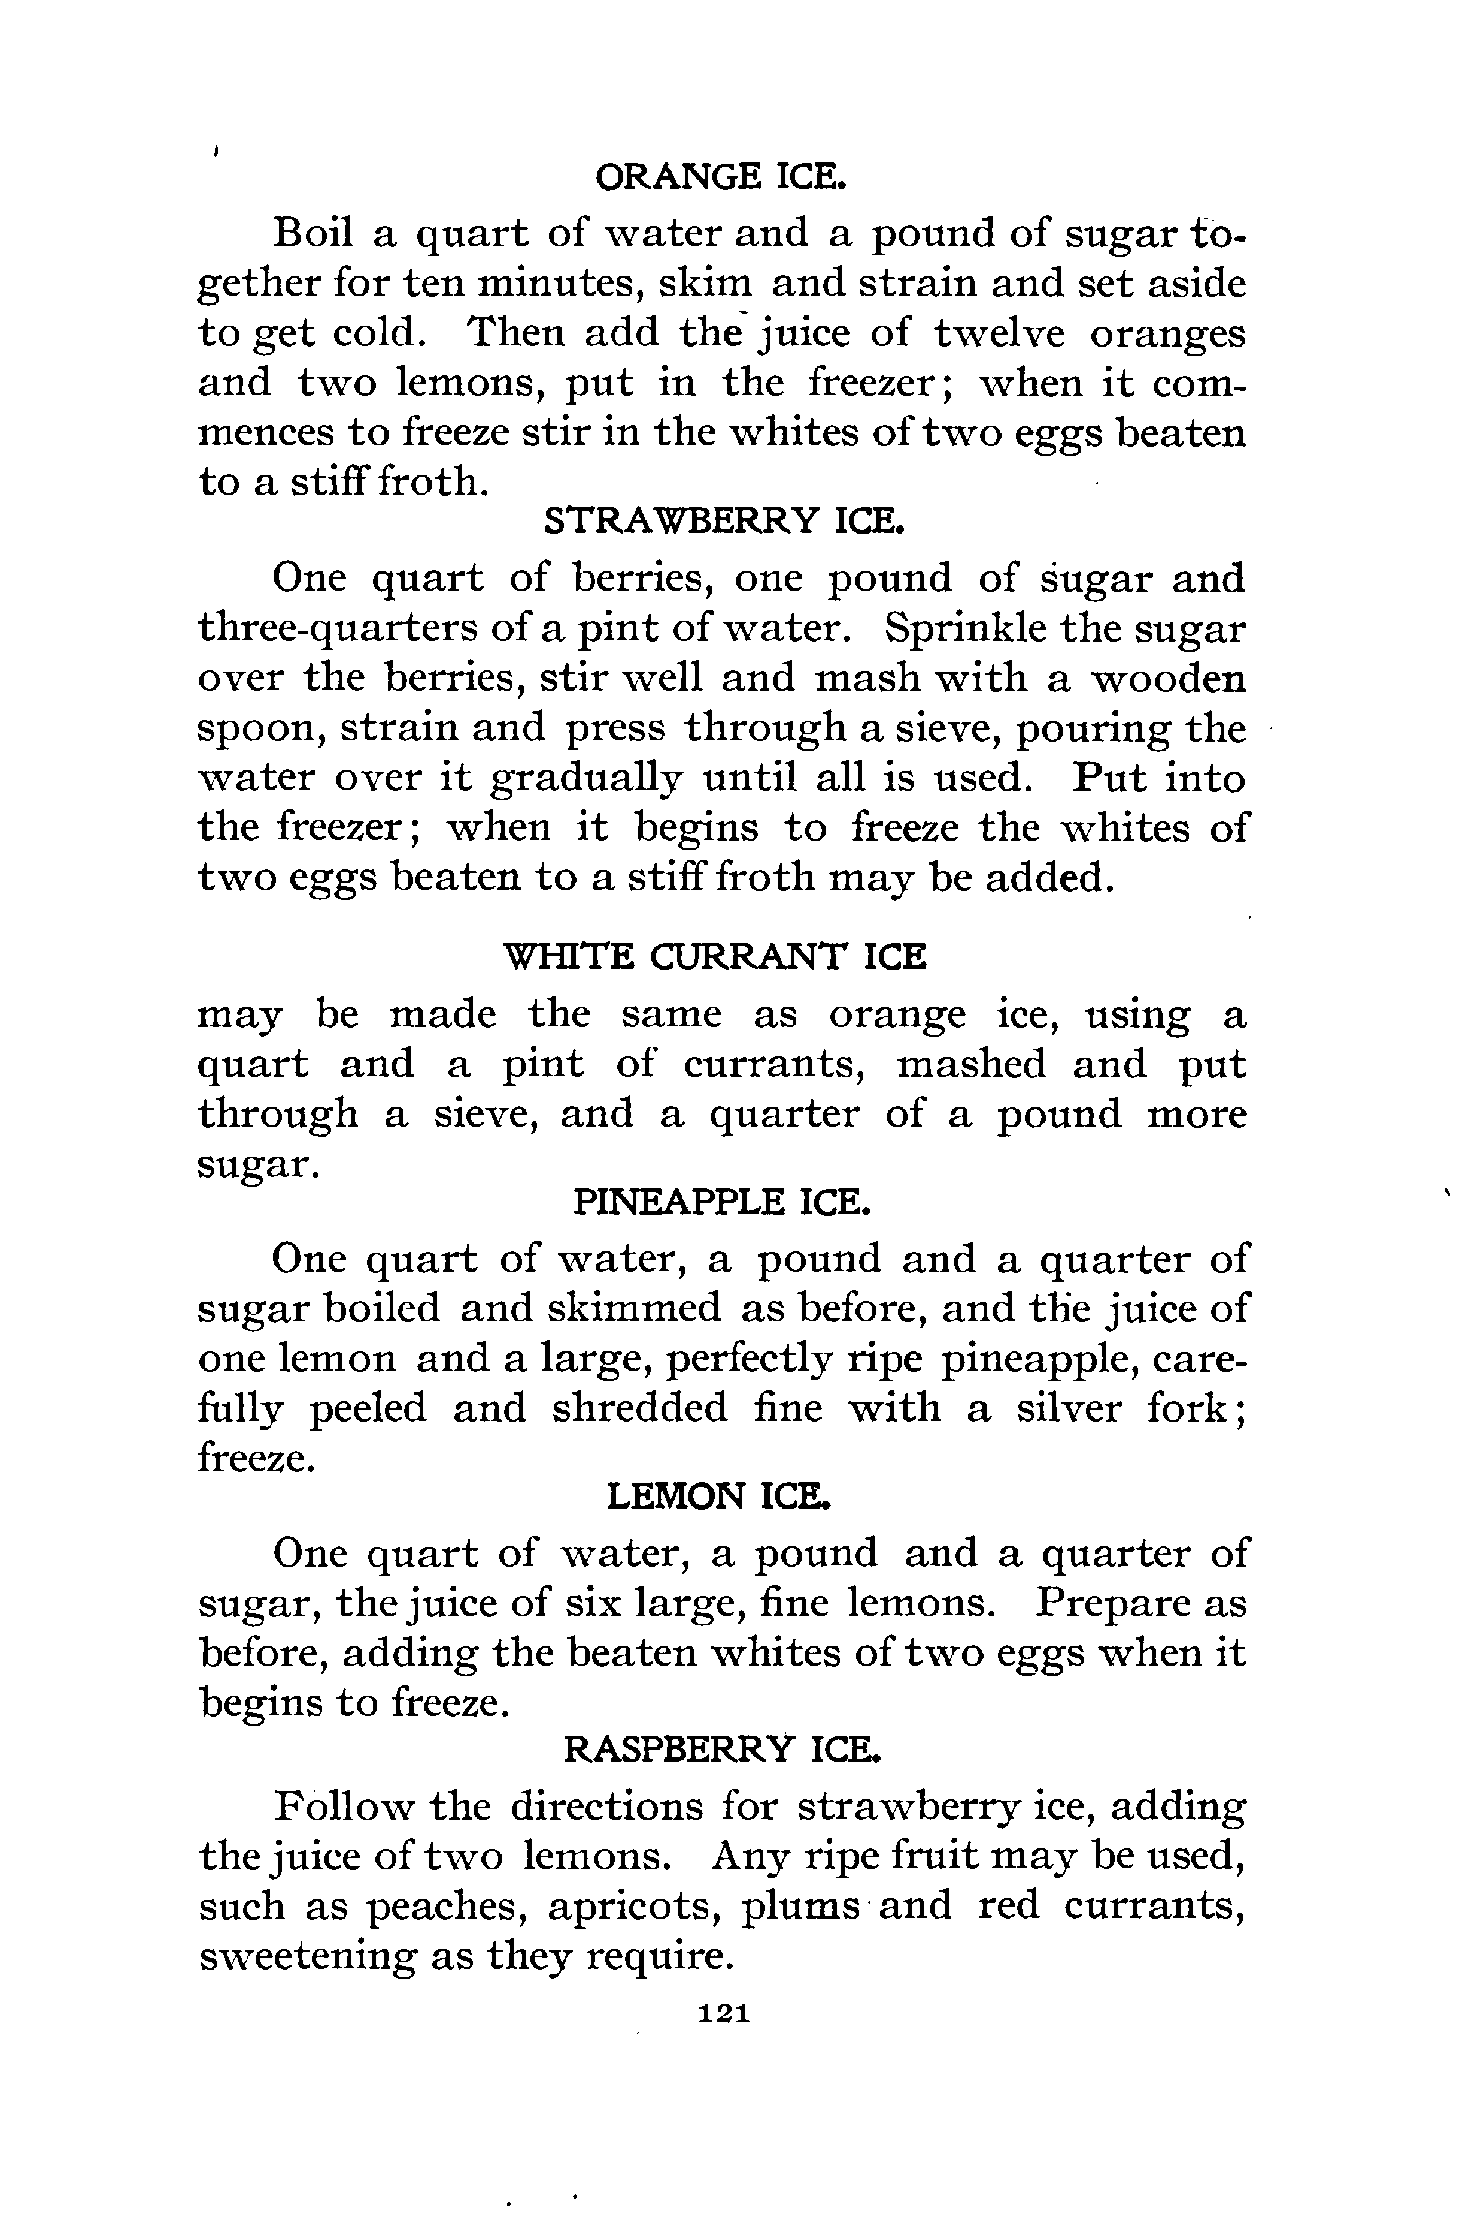 ORANGE ICE.
Boil a quart of water and a pound of sugar to-
gether for ten minutes, skim and strain and set aside
to get cold. Then add the juice of twelve oranges
and two lemons, put in the freezer; when it com-
mences to freeze stir in the whites of two eggs beaten
to a stiff froth.
STRAWBERRY ICE.
One quart of berries, one pound of sugar and
three-quarters of a pint of water. Sprinkle the sugar
over the berries, stir well and mash with a wooden
spoon, strain and press through a sieve, pouring the
water over it gradually until all is used. Put into
the freezer; when it begins to freeze the whites of
two eggs beaten to a stiff froth may be added.
WHITE CURRANT ICE
may be made the same as orange ice, using a
quart and a pint of currants, mashed and put
through a sieve, and a quarter of a pound more
sugar.
PINEAPPLE ICE.
One quart of water, a pound and a quarter of
sugar boiled and skimmed as before, and the juice of
one lemon and a large, perfectly ripe pineapple, care-
fully peeled and shredded fine with a silver fork;
freeze.
LEMON ICE.
One quart of water, a pound and a quarter of
sugar, the juice of six large, fine lemons. Prepare as
before, adding the beaten whites of two eggs when it
begins to freeze.
RASPBERRY ICE.
Follow the directions for strawberry ice, adding
the juice of two lemons. Any ripe fruit may be used,
such as peaches, apricots, plums and red currants,
sweetening as they require.
121